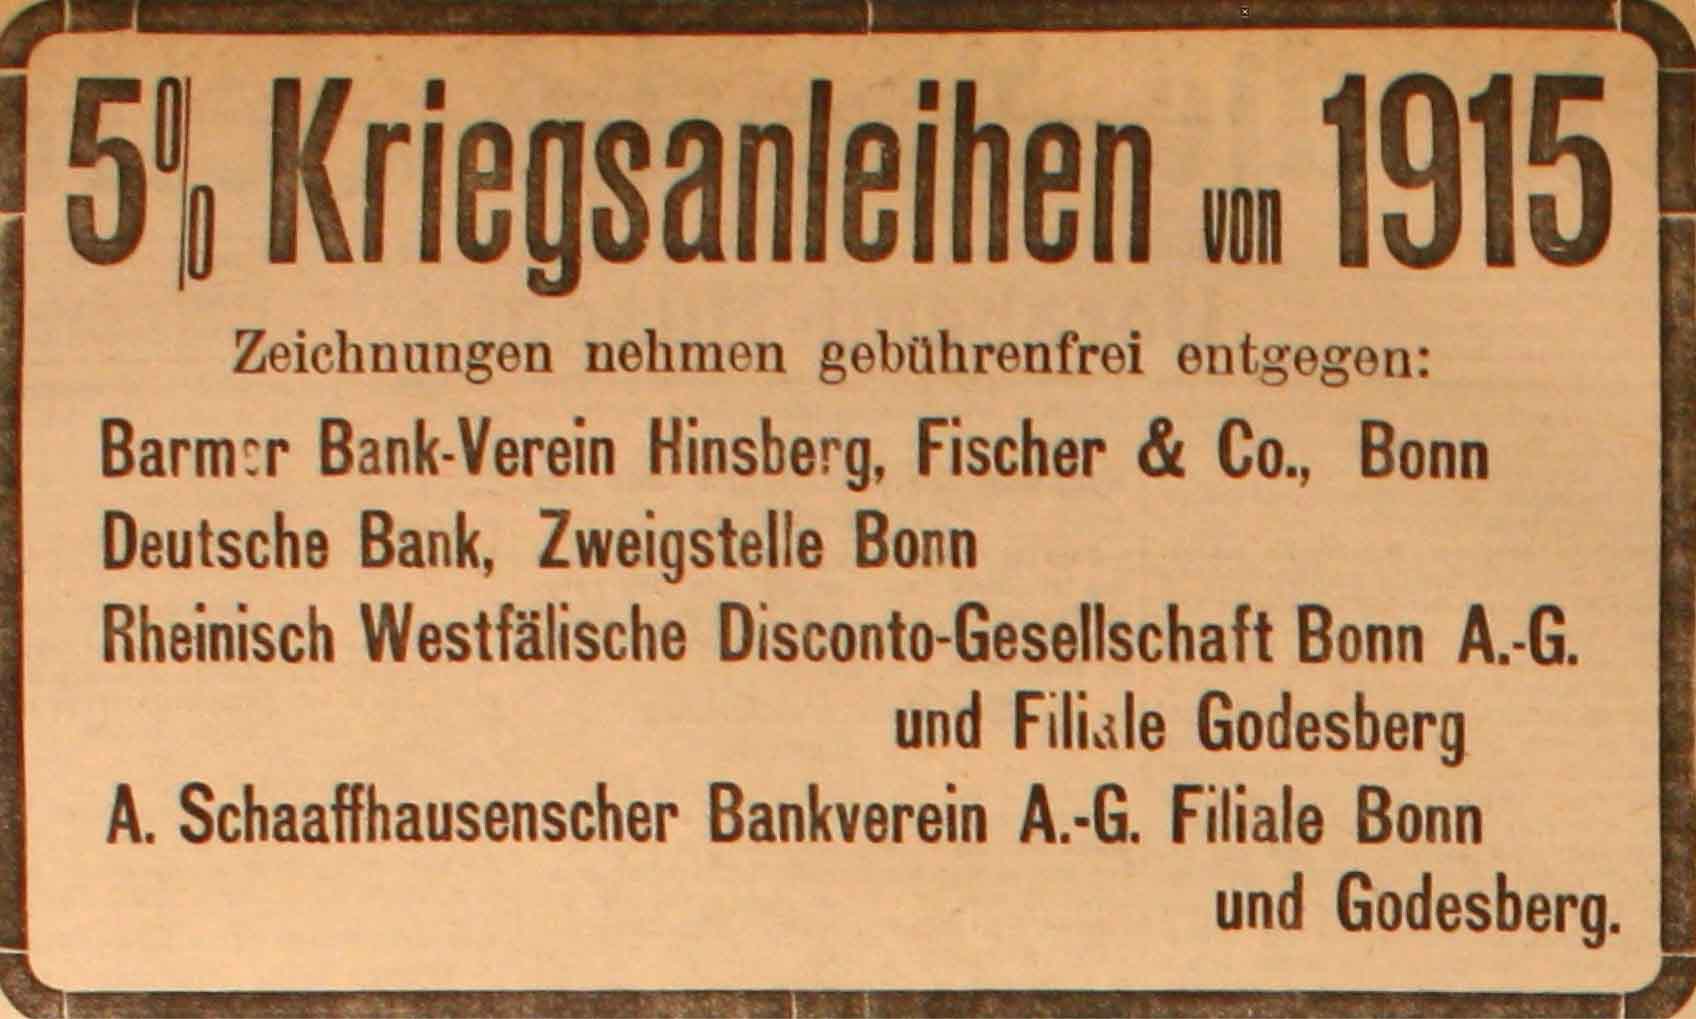 5% Kriegsanleihen von 1915
Zeichnungen nehmen gebührenfrei entgegen:
Barmer Bank-Verein Hinsberg, Fischer & Co., Bonn
Deutsche Bank, Zweigstelle Bonn
Rheinisch Westfälische Disconto-Gesellschaft Bonn A.-G.
und Filiale Godesberg
A. Schaaffhausenscher Bankverein A.-G. Filiale Bonn
und Godesberg.